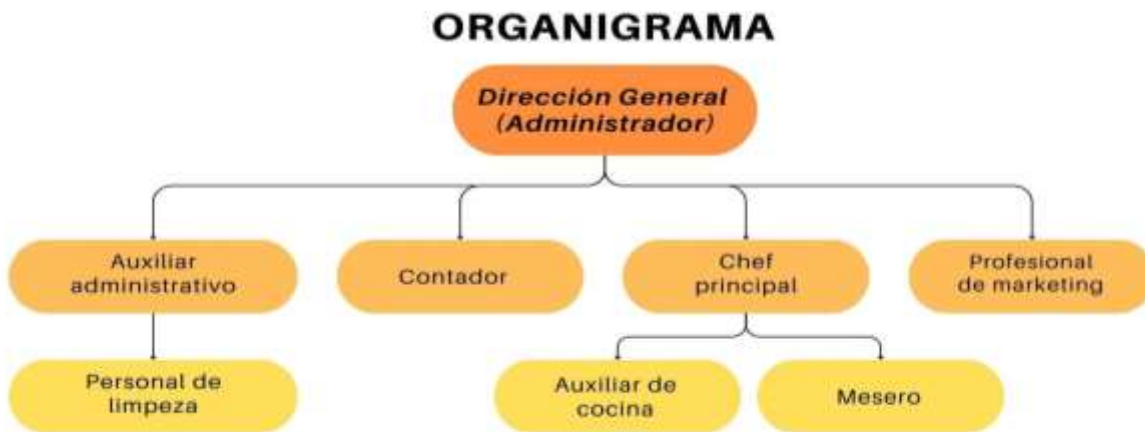 ORGANIGRAMA
Dirección General
(Administrador)
Auxiliar
administrativo
Contador
Chef
principal
Profesional
de marketing
Personal de
limpeza
Auxiliar de
cocina
Mesero